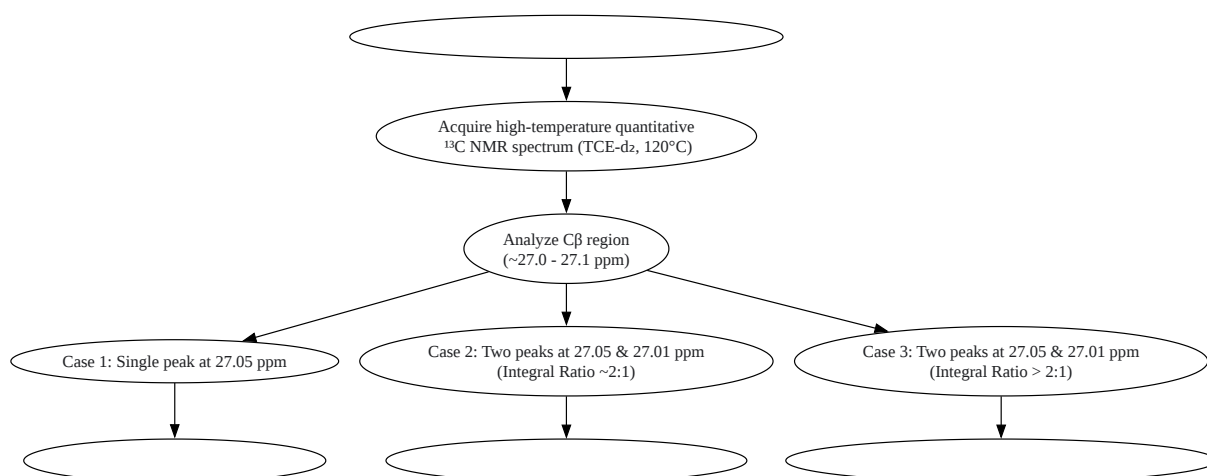 Acquire high-temperature quantitative
¹³C NMR spectrum (TCE-d₂, 120°C)
Analyze Cβ region
(~27.0 - 27.1 ppm)
Case 1: Single peak at 27.05 ppm
Case 2: Two peaks at 27.05 & 27.01 ppm
(Integral Ratio ~2:1)
Case 3: Two peaks at 27.05 & 27.01 ppm
(Integral Ratio > 2:1)